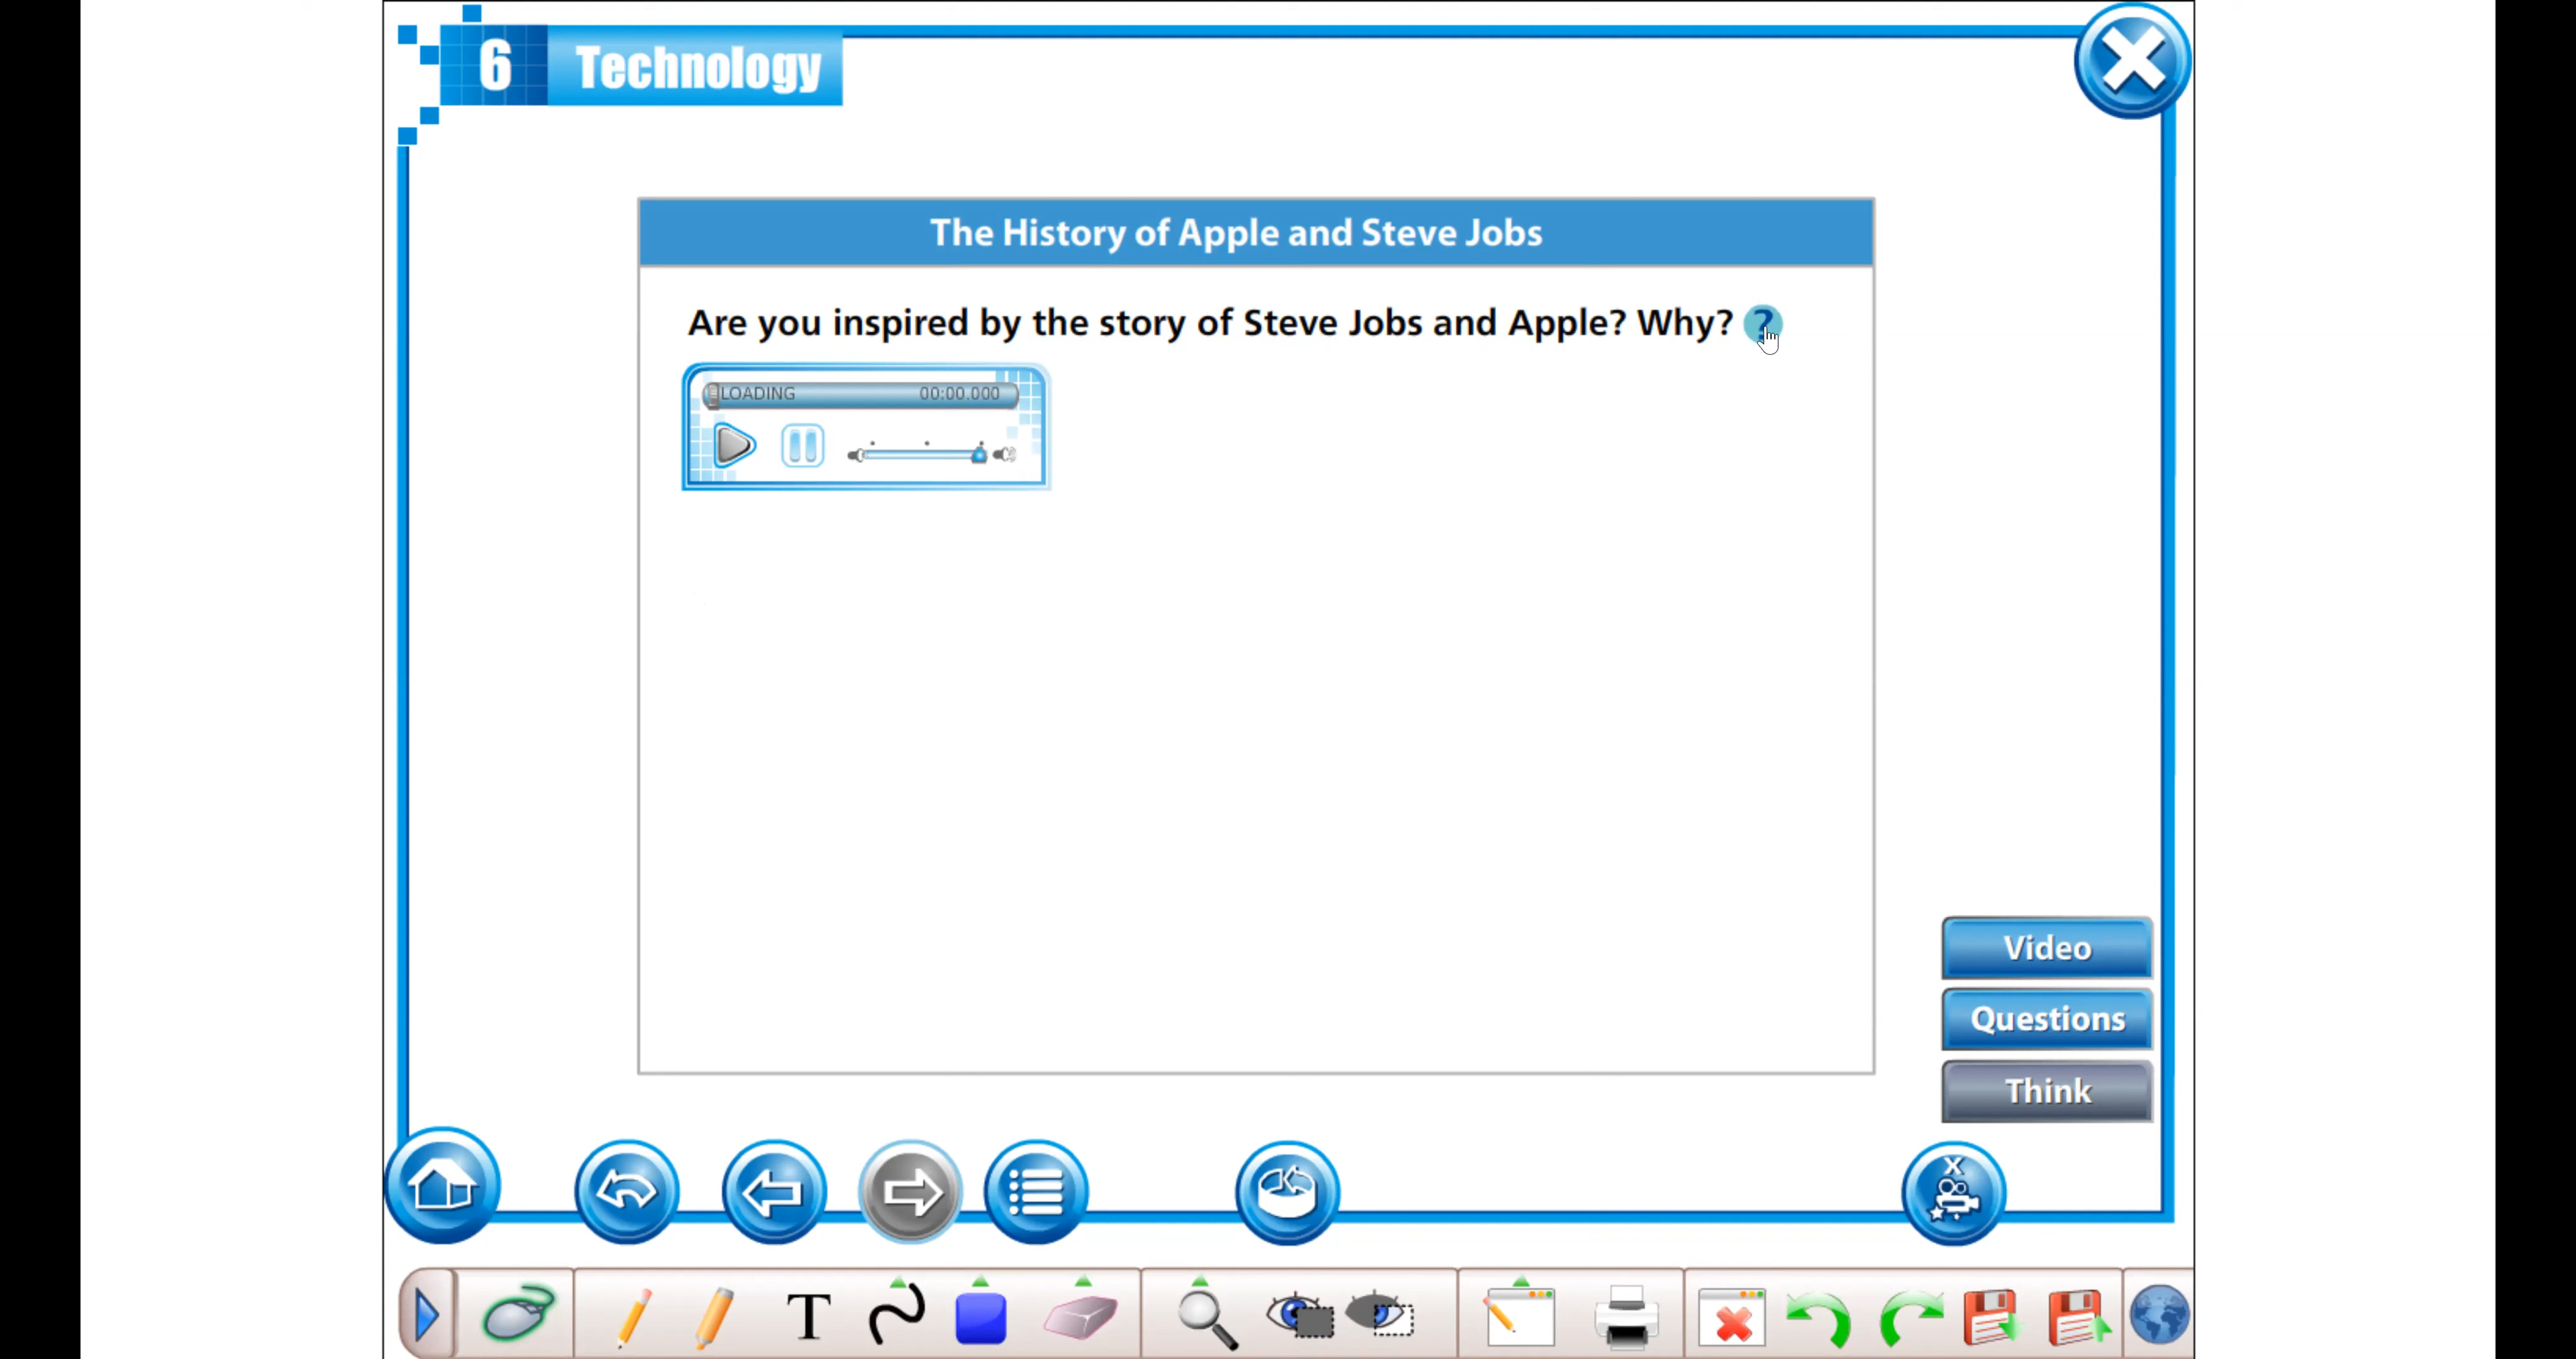 6 Technology
The History of Apple and Steve Jobs
Are you inspired by the story of Steve Jobs and Apple? Why? ?
LOADING 00:00.000
Video
Questions
Think
X
T